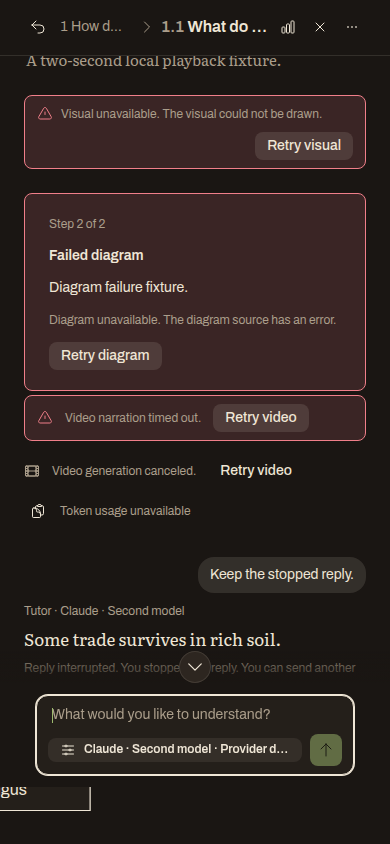 1 How d...
1.1 What do ...
A two-second local playback fixture.
Visual unavailable. The visual could not be drawn.
Retry visual
Step 2 of 2
Failed diagram
Diagram failure fixture.
Diagram unavailable. The diagram source has an error.
Retry diagram
Video narration timed out.
Retry video
Video generation canceled.
Retry video
Token usage unavailable
Keep the stopped reply.
Tutor · Claude · Second model
Some trade survives in rich soil.
Reply interrupted. You stoppe reply. You can send another
What would you like to understand?
Claude · Second model · Provider d...
gus